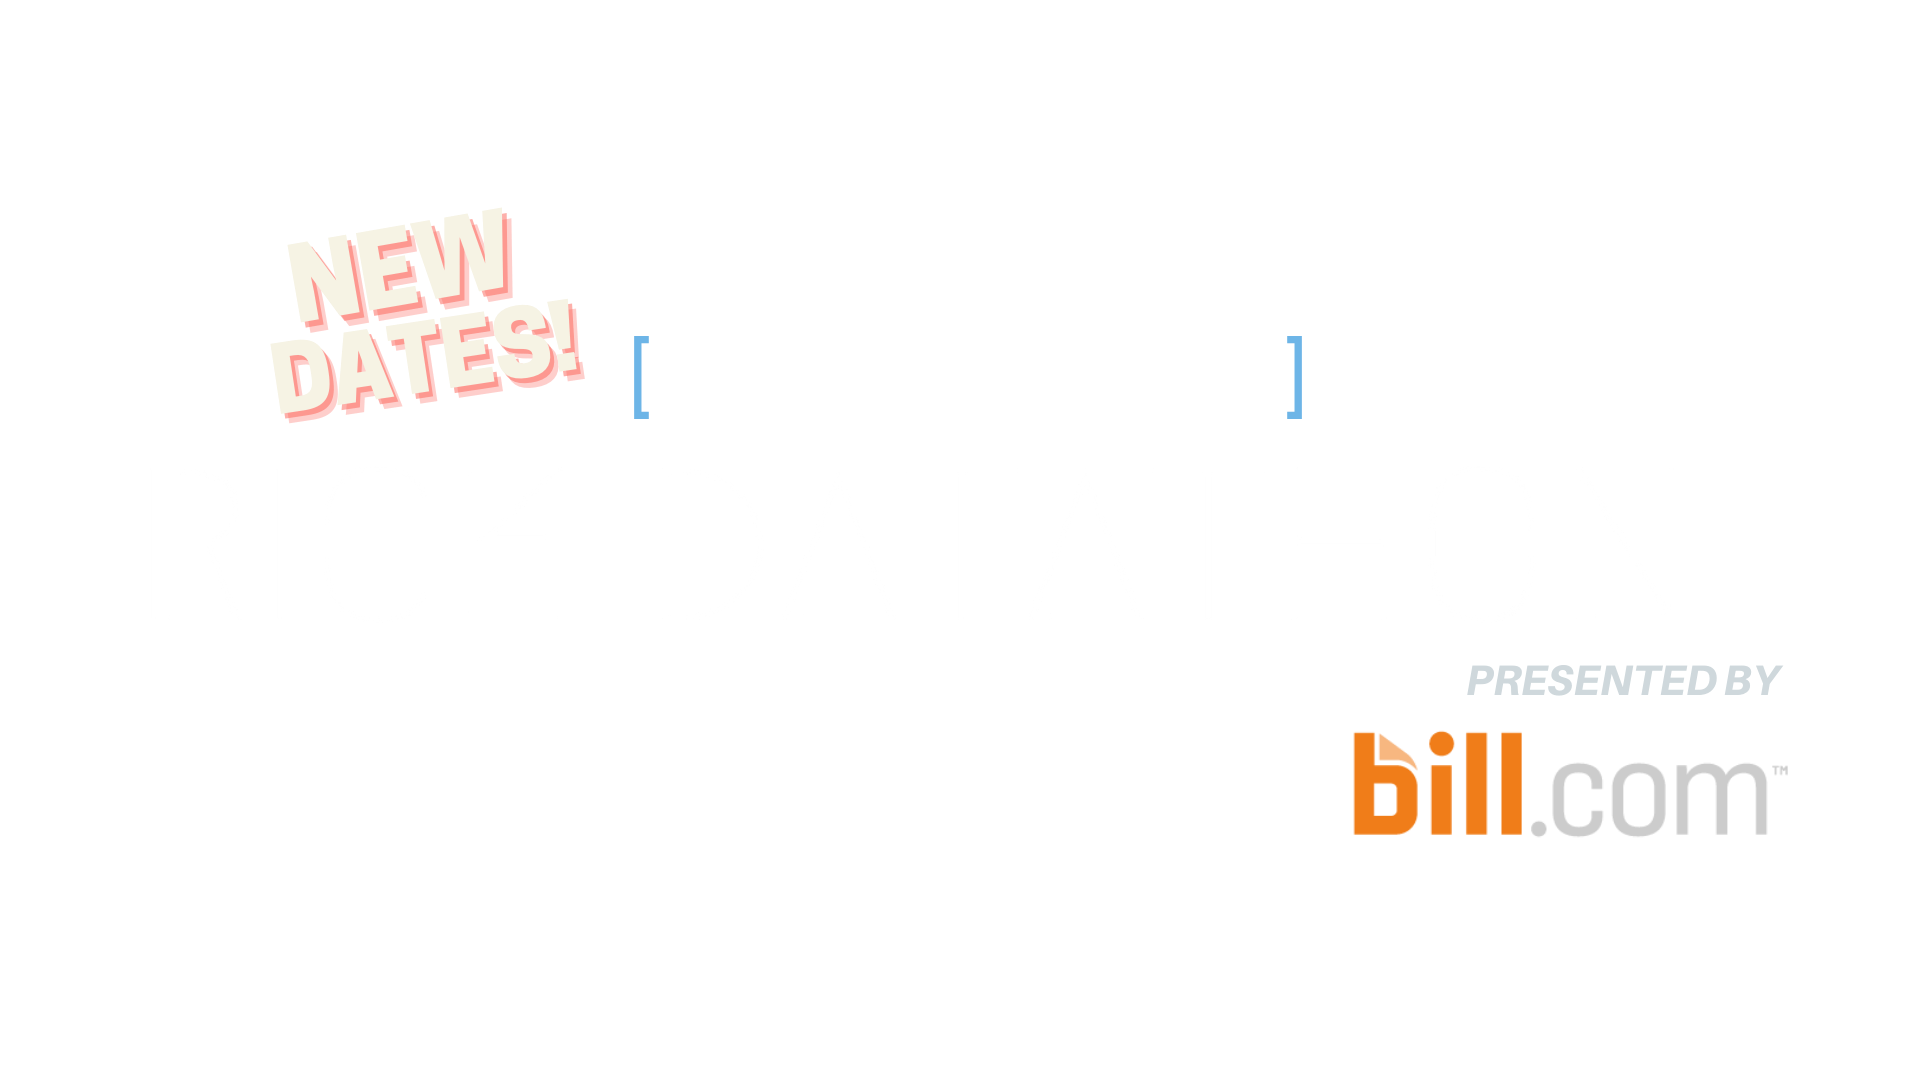 NEW
DATES!
[ ]
PRESENTED BY
bill.com™